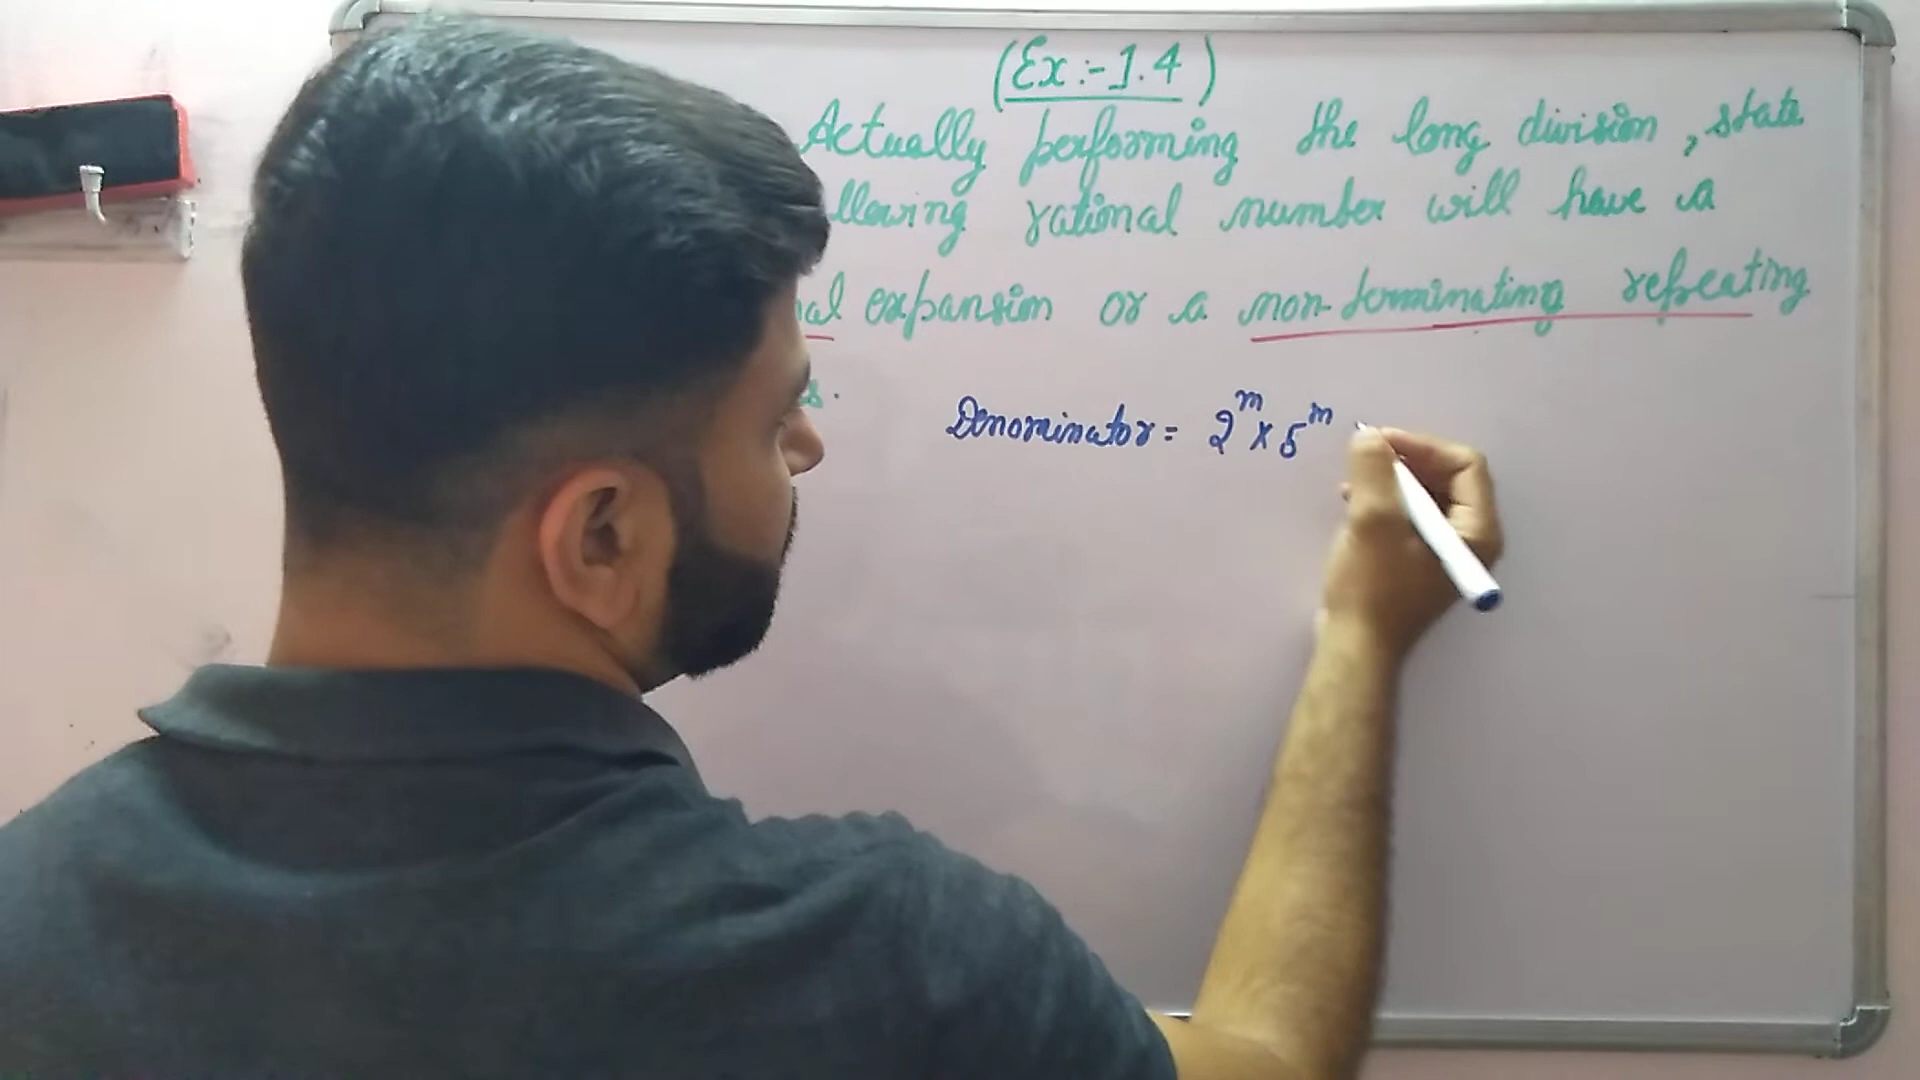 (Ex :- 1.4)
Actually performing the long division, state
llowing rational number will have a
al expansion or a non-terminating repeating
s.
Denominator = 2^m x 5^m